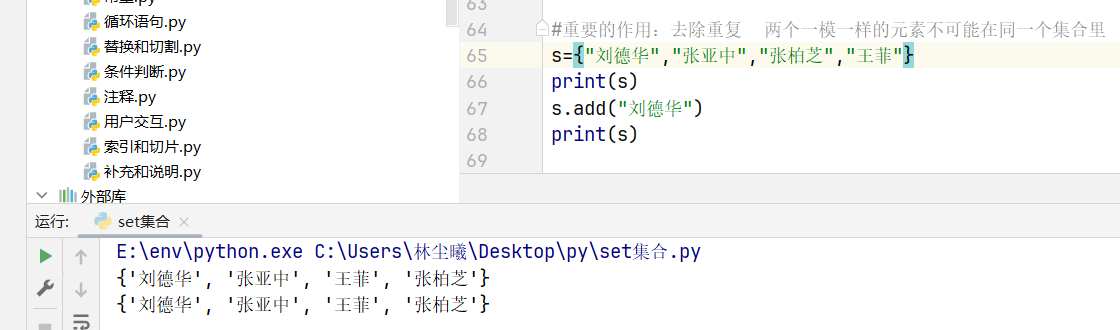 循环语句.py
替换和切割.py
条件判断.py
注释.py
用户交互.py
索引和切片.py
补充和说明.py
外部库
64 #重要的作用：去除重复 两个一模一样的元素不可能在同一个集合里
65 s={"刘德华","张亚中","张柏芝","王菲"}
66 print(s)
67 s.add("刘德华")
68 print(s)
69
运行: set集合
E:\env\python.exe C:\Users\林尘曦\Desktop\py\set集合.py
{'刘德华', '张亚中', '王菲', '张柏芝'}
{'刘德华', '张亚中', '王菲', '张柏芝'}